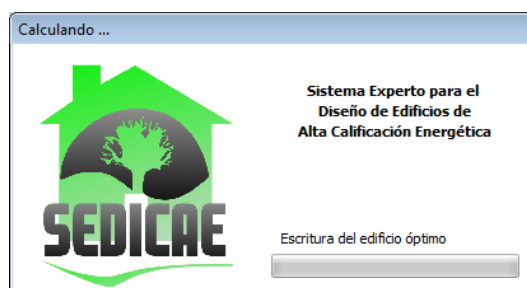 Calculando ...
Sistema Experto para el
Diseño de Edificios de
Alta Calificación Energética
SEDICAE
Escritura del edificio óptimo